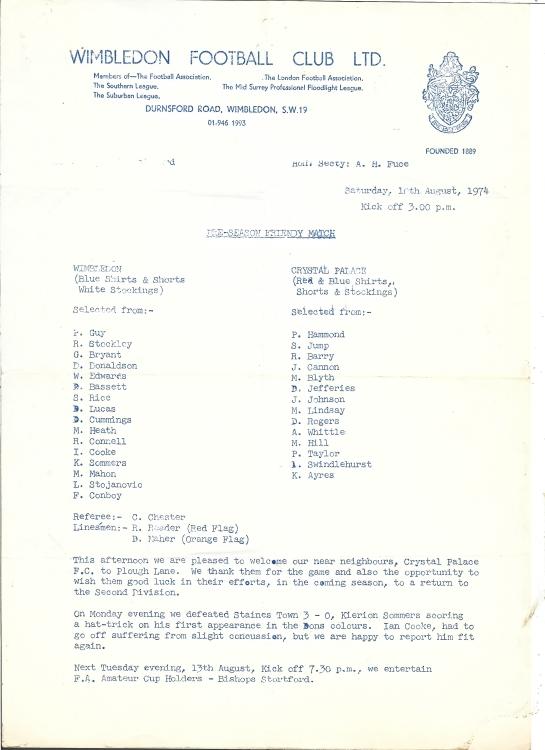 WIMBLEDON FOOTBALL CLUB LTD.
Members of—The Football Association.
The London Football Association.
The Southern League.
The Mid Surrey Professional Floodlight League.
The Suburban League.
DURNSFORD ROAD, WIMBLEDON, S.W.19
01-946 1993
FOUNDED 1889
Hon. Secty: A. H. Fuce
Saturday, 10th August, 1974
Kick off 3.00 p.m.
PRE-SEASON FRIENDY MATCH
WIMBLEDON
(Blue Shirts & Shorts
White Stockings)
Selected from:-
R. Guy
R. Stockley
G. Bryant
D. Donaldson
W. Edwards
D. Bassett
S. Rice
B. Lucas
D. Cummings
M. Heath
R. Connell
I. Cooke
K. Sommers
M. Mahon
L. Stojanovic
F. Conboy
CRYSTAL PALACE
(Red & Blue Shirts,
Shorts & Stockings)
Selected from:-
P. Hammond
S. Jump
R. Barry
J. Cannon
M. Blyth
D. Jefferies
J. Johnson
M. Lindsay
D. Rogers
A. Whittle
M. Hill
P. Taylor
Swindlehurst
K. Ayres
Referee:- C. Chester
Linesmen:- R. Reader (Red Flag)
D. Maher (Orange Flag)
This afternoon we are pleased to welcome our near neighbours, Crystal Palace
F.C. to Plough Lane. We thank them for the game and also the opportunity to
wish them good luck in their efforts, in the coming season, to a return to
the Second Division.
On Monday evening we defeated Staines Town 3 - 0, Kierion Sommers scoring
a hat-trick on his first appearance in the Dons colours. Ian Cooke, had to
go off suffering from slight concussion, but we are happy to report him fit
again.
Next Tuesday evening, 13th August, Kick off 7.30 p.m., we entertain
F.A. Amateur Cup Holders - Bishops Stortford.